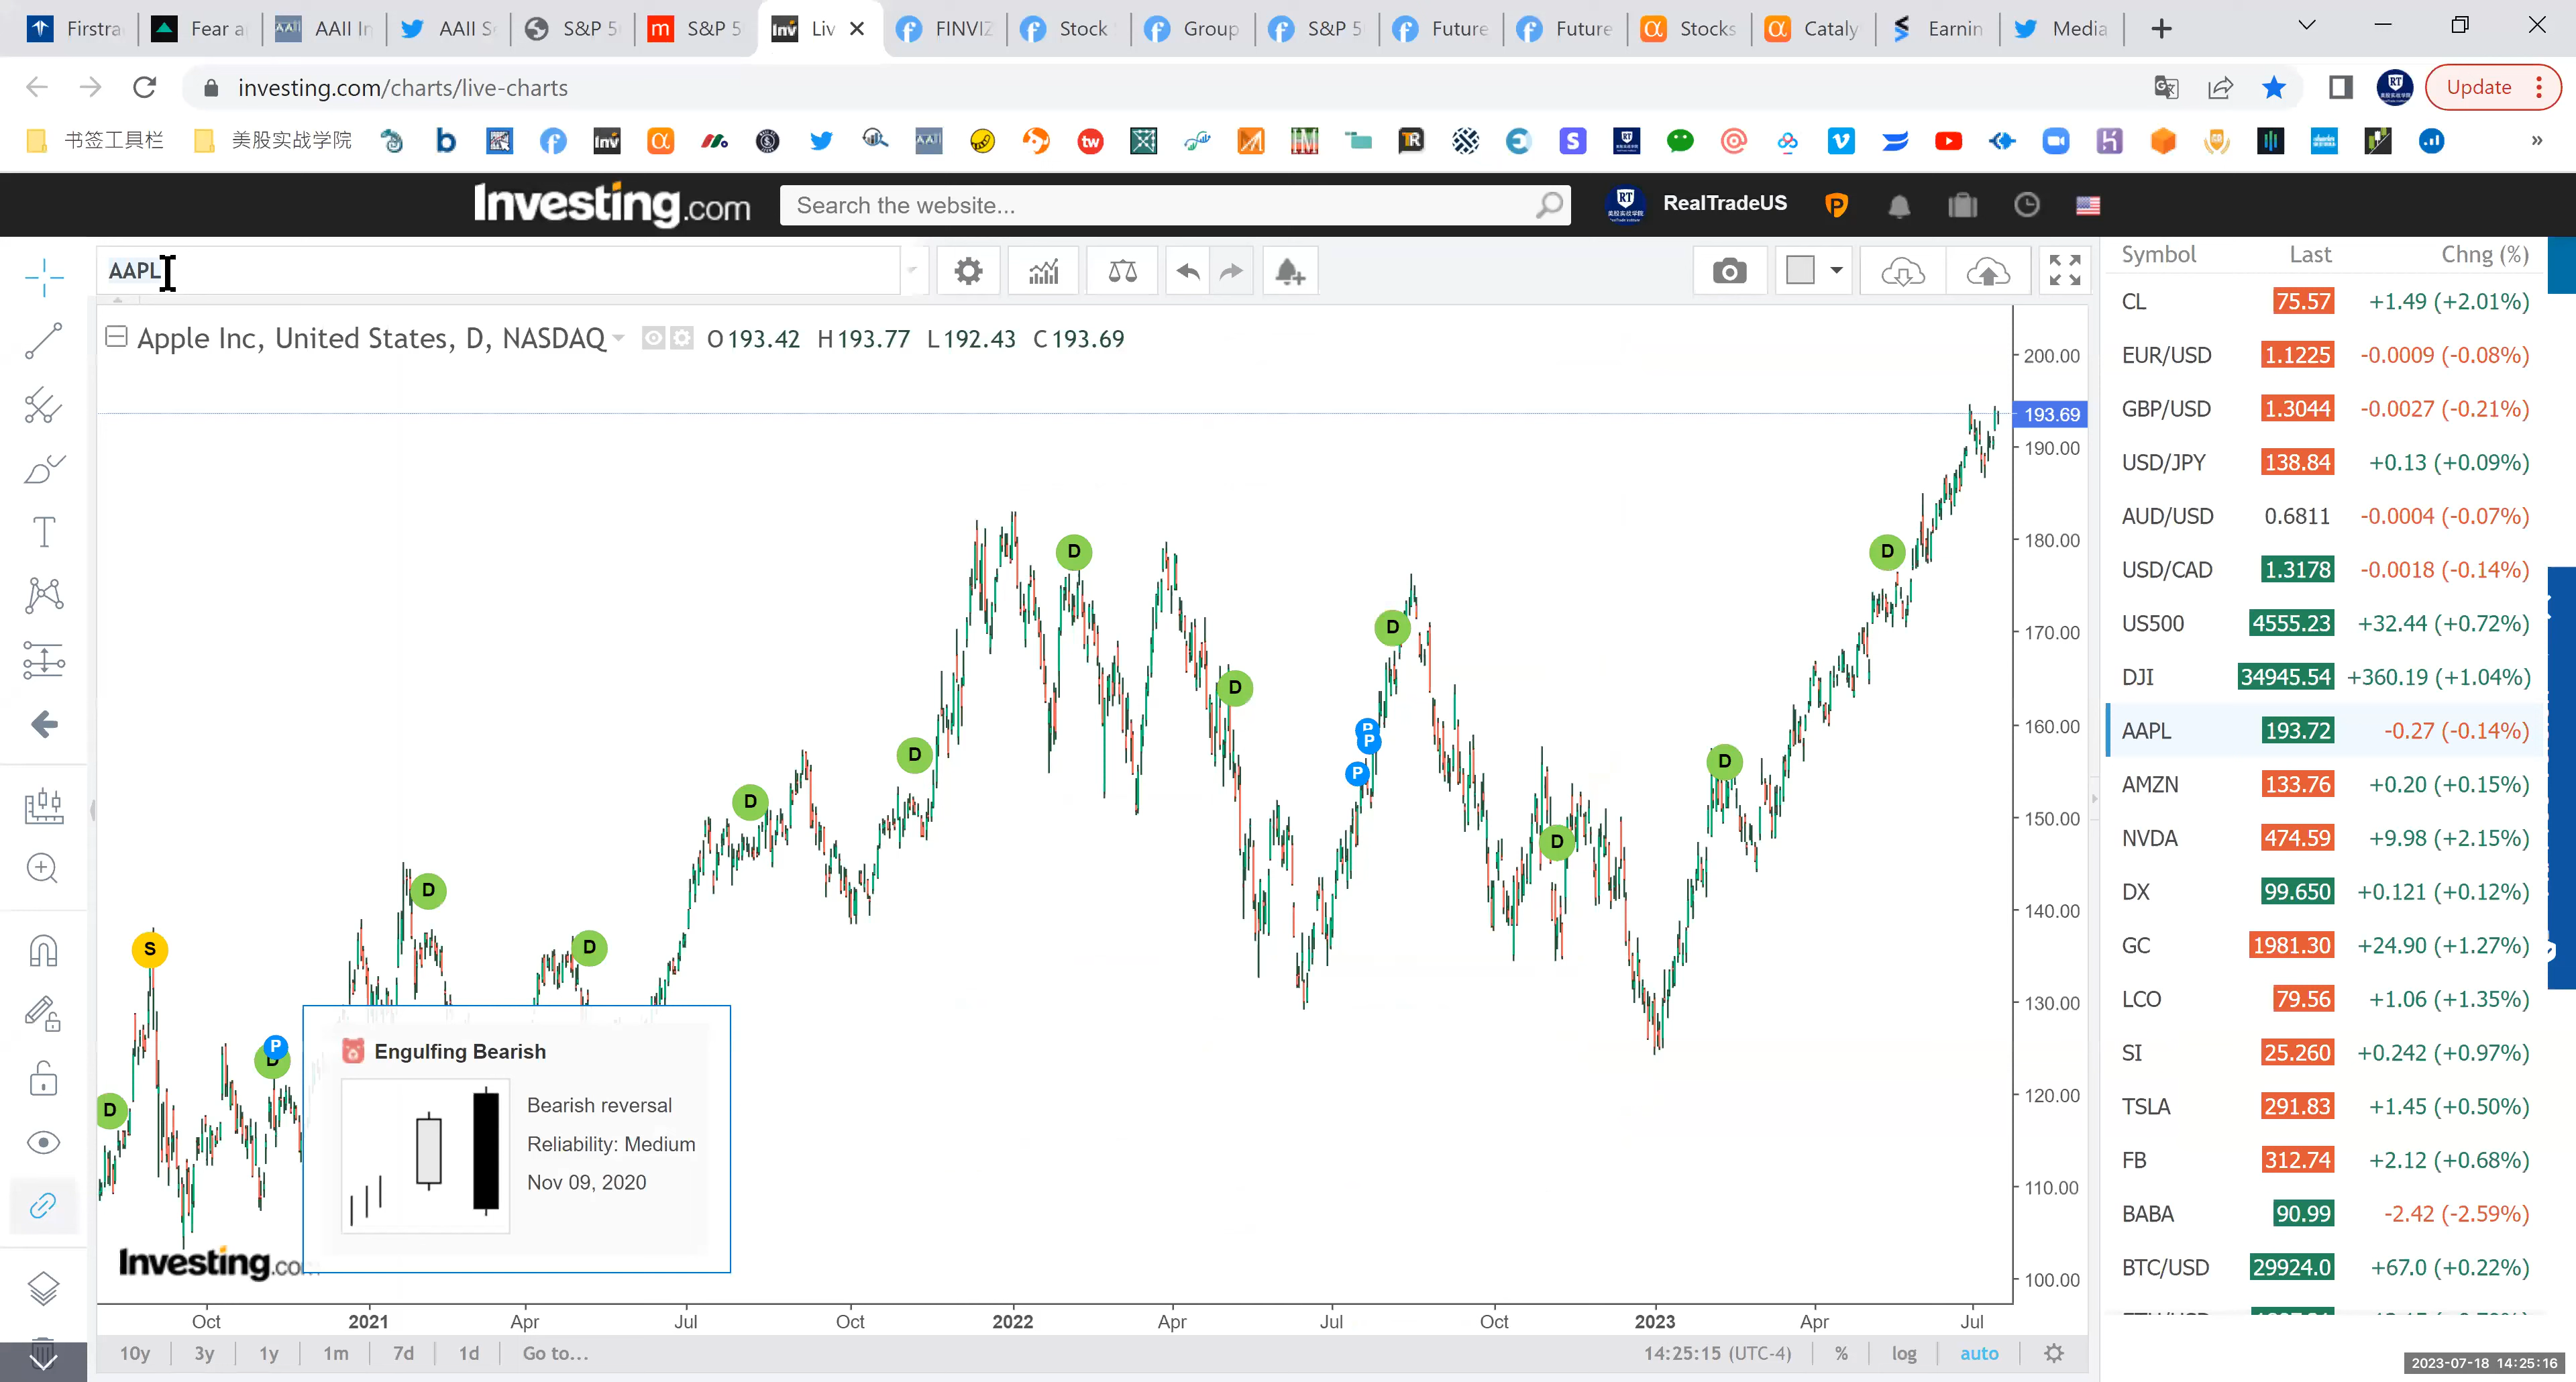 Firstra
Fear a
AAII In
AAII Se
S&P 5
S&P 5
Liv
FINVIZ
Stock
Group
S&P 5
Future
Future
Stocks
Cataly
Earnin
Media
investing.com/charts/live-charts
Update
书签工具栏
美股实战学院
Investing.com
Search the website...
RealTradeUS
AAPL
Apple Inc, United States, D, NASDAQ
O 193.42 H 193.77 L 192.43 C 193.69
200.00
193.69
190.00
180.00
170.00
160.00
150.00
140.00
130.00
120.00
110.00
100.00
D
D
D
D
D
P
P
P
D
D
D
D
D
S
P
D
D
Engulfing Bearish
Bearish reversal
Reliability: Medium
Nov 09, 2020
Investing.co
Oct 2021 Apr Jul Oct 2022 Apr Jul Oct 2023 Apr Jul
10y 3y 1y 1m 7d 1d Go to...
14:25:15 (UTC-4) % log auto
Symbol Last Chng (%)
CL 75.57 +1.49 (+2.01%)
EUR/USD 1.1225 -0.0009 (-0.08%)
GBP/USD 1.3044 -0.0027 (-0.21%)
USD/JPY 138.84 +0.13 (+0.09%)
AUD/USD 0.6811 -0.0004 (-0.07%)
USD/CAD 1.3178 -0.0018 (-0.14%)
US500 4555.23 +32.44 (+0.72%)
DJI 34945.54 +360.19 (+1.04%)
AAPL 193.72 -0.27 (-0.14%)
AMZN 133.76 +0.20 (+0.15%)
NVDA 474.59 +9.98 (+2.15%)
DX 99.650 +0.121 (+0.12%)
GC 1981.30 +24.90 (+1.27%)
LCO 79.56 +1.06 (+1.35%)
SI 25.260 +0.242 (+0.97%)
TSLA 291.83 +1.45 (+0.50%)
FB 312.74 +2.12 (+0.68%)
BABA 90.99 -2.42 (-2.59%)
BTC/USD 29924.0 +67.0 (+0.22%)
2023-07-18 14:25:16